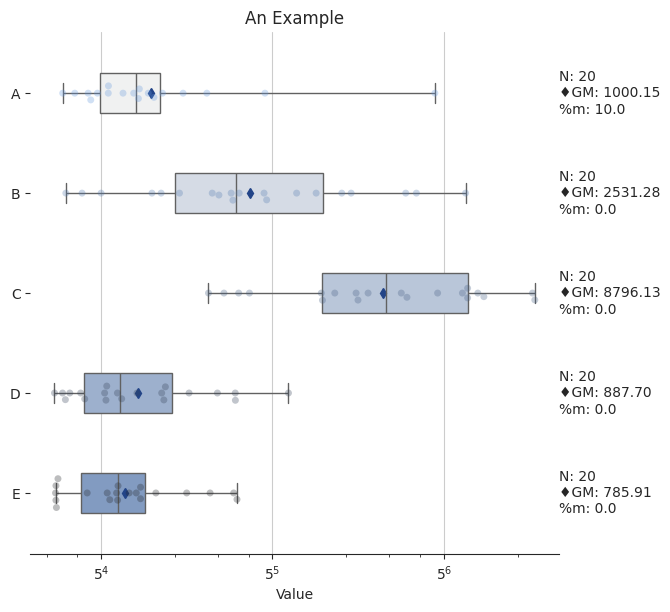 An Example
A
N: 20
♦GM: 1000.15
%m: 10.0
B
N: 20
♦GM: 2531.28
%m: 0.0
C
N: 20
♦GM: 8796.13
%m: 0.0
D
N: 20
♦GM: 887.70
%m: 0.0
E
N: 20
♦GM: 785.91
%m: 0.0
5⁴ 5⁵ 5⁶
Value